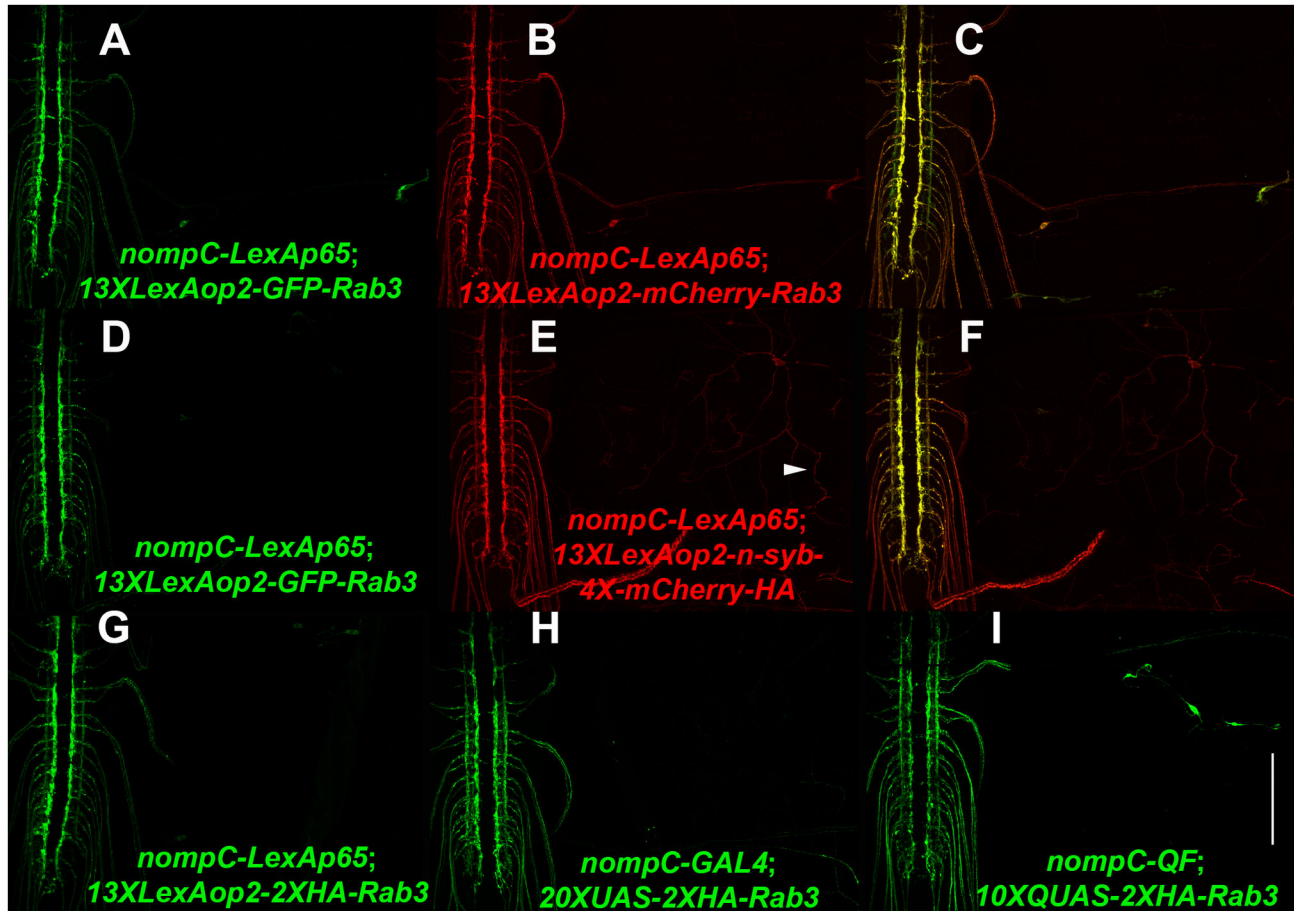 A
B
C
nompC-LexAp65;
13XLexAop2-GFP-Rab3
nompC-LexAp65;
13XLexAop2-mCherry-Rab3
D
E
F
nompC-LexAp65;
13XLexAop2-GFP-Rab3
nompC-LexAp65;
13XLexAop2-n-syb-
4X-mCherry-HA
G
H
I
nompC-LexAp65;
13XLexAop2-2XHA-Rab3
nompC-GAL4;
20XUAS-2XHA-Rab3
nompC-QF;
10XQUAS-2XHA-Rab3